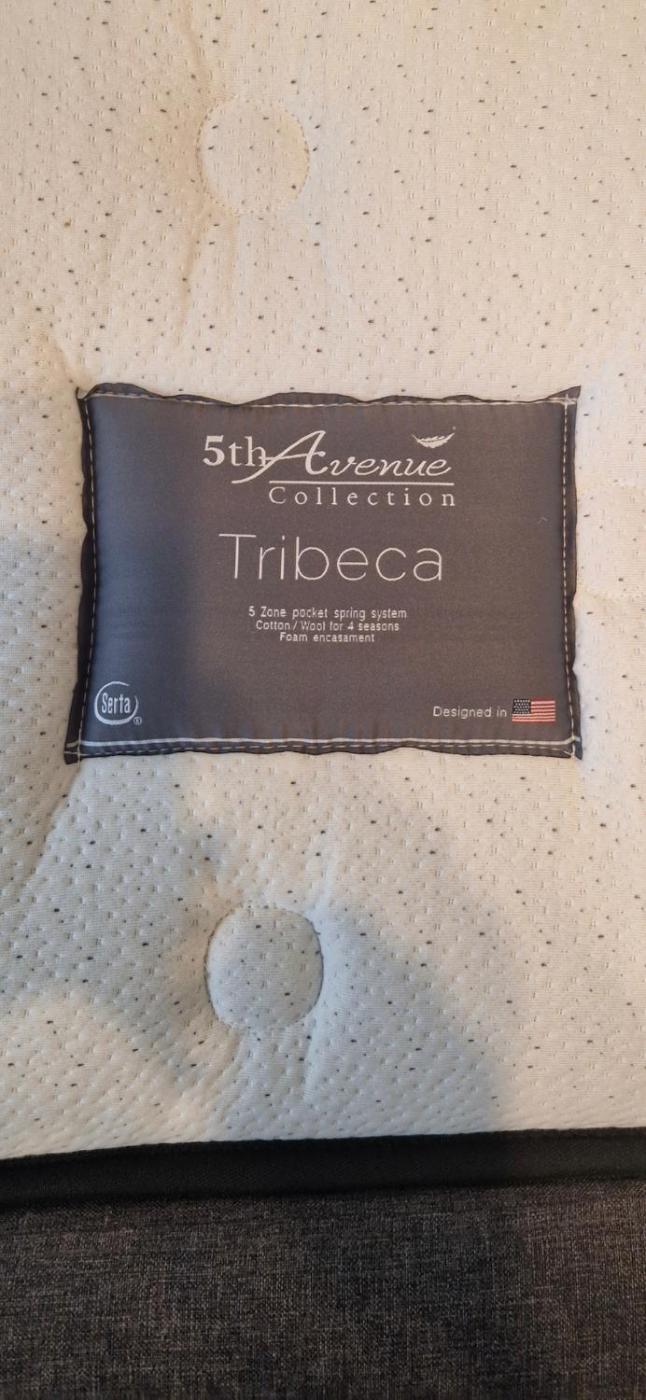 5th Avenue
Collection
Tribeca
5 Zone pocket spring system
Cotton / Wool for 4 seasons
Foam encasament
Serta®
Designed in